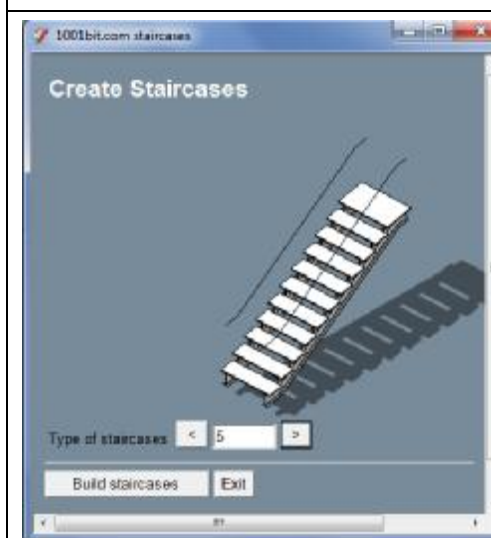 1001bit.com staircases
Create Staircases
Type of staircases < 5 >
Build staircases Exit